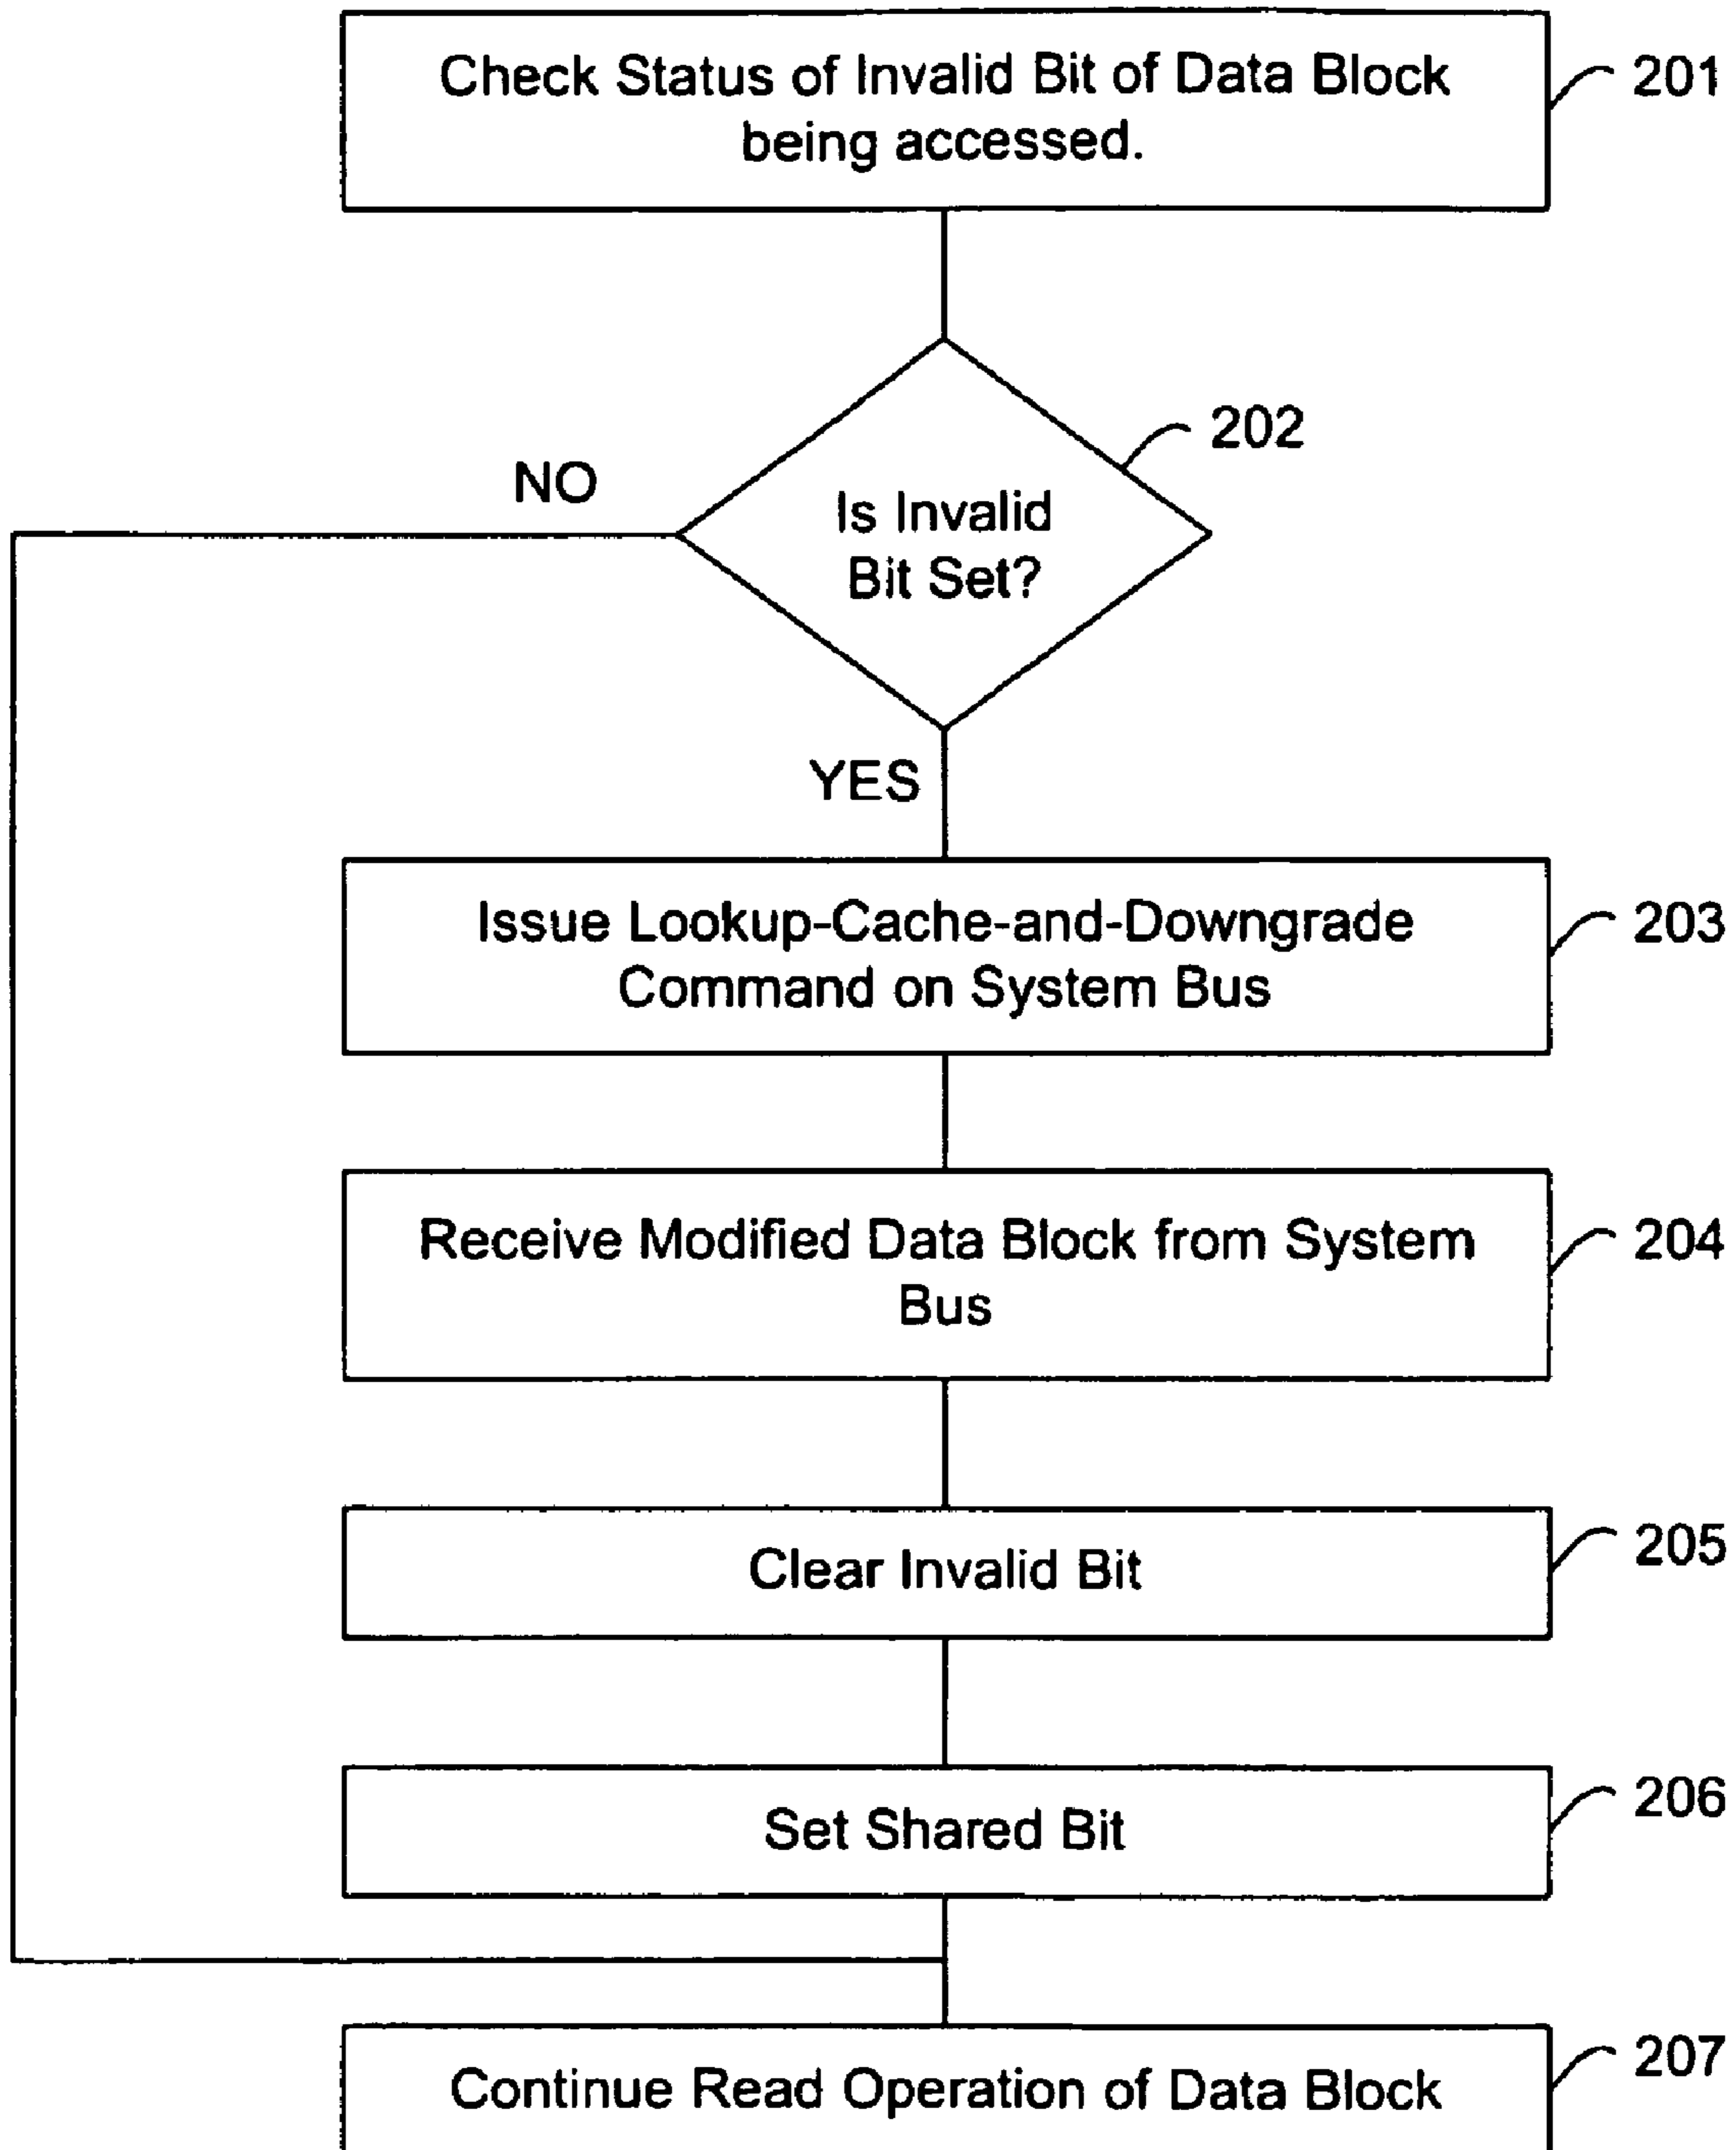 Check Status of Invalid Bit of Data Block
being accessed.
201
202
NO
Is Invalid
Bit Set?
YES
Issue Lookup-Cache-and-Downgrade
Command on System Bus
203
Receive Modified Data Block from System
Bus
204
Clear Invalid Bit
205
Set Shared Bit
206
Continue Read Operation of Data Block
207